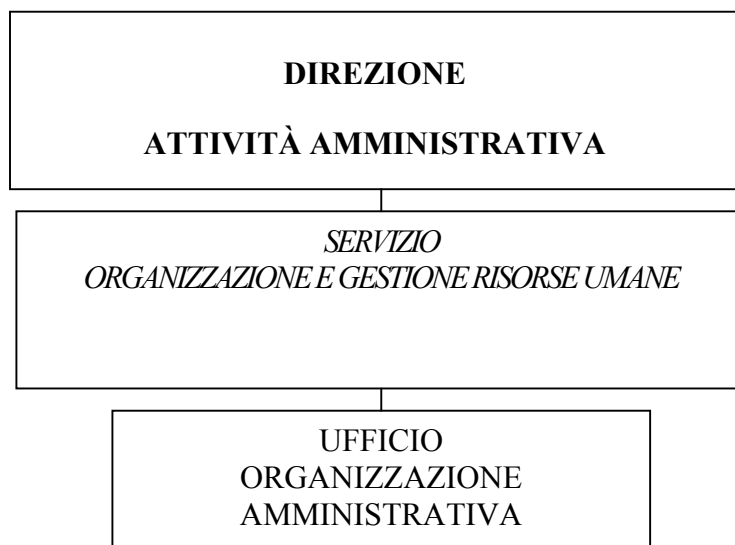 DIREZIONE
ATTIVITÀ AMMINISTRATIVA
SERVIZIO
ORGANIZZAZIONE E GESTIONE RISORSE UMANE
UFFICIO
ORGANIZZAZIONE
AMMINISTRATIVA